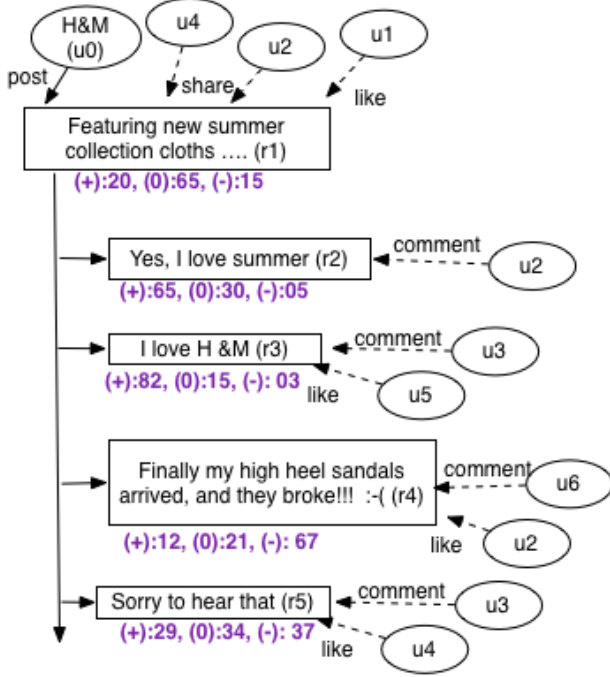 H&M
(u0)
u4
u2
u1
post
share
like
Featuring new summer
collection cloths .... (r1)
(+):20, (0):65, (-):15
comment
Yes, I love summer (r2)
u2
(+):65, (0):30, (-):05
comment
I love H &M (r3)
u3
(+):82, (0):15, (-): 03
like
u5
Finally my high heel sandals
arrived, and they broke!!! :-( (r4)
comment
u6
(+):12, (0):21, (-): 67
like
u2
comment
Sorry to hear that (r5)
u3
(+):29, (0):34, (-): 37
like
u4